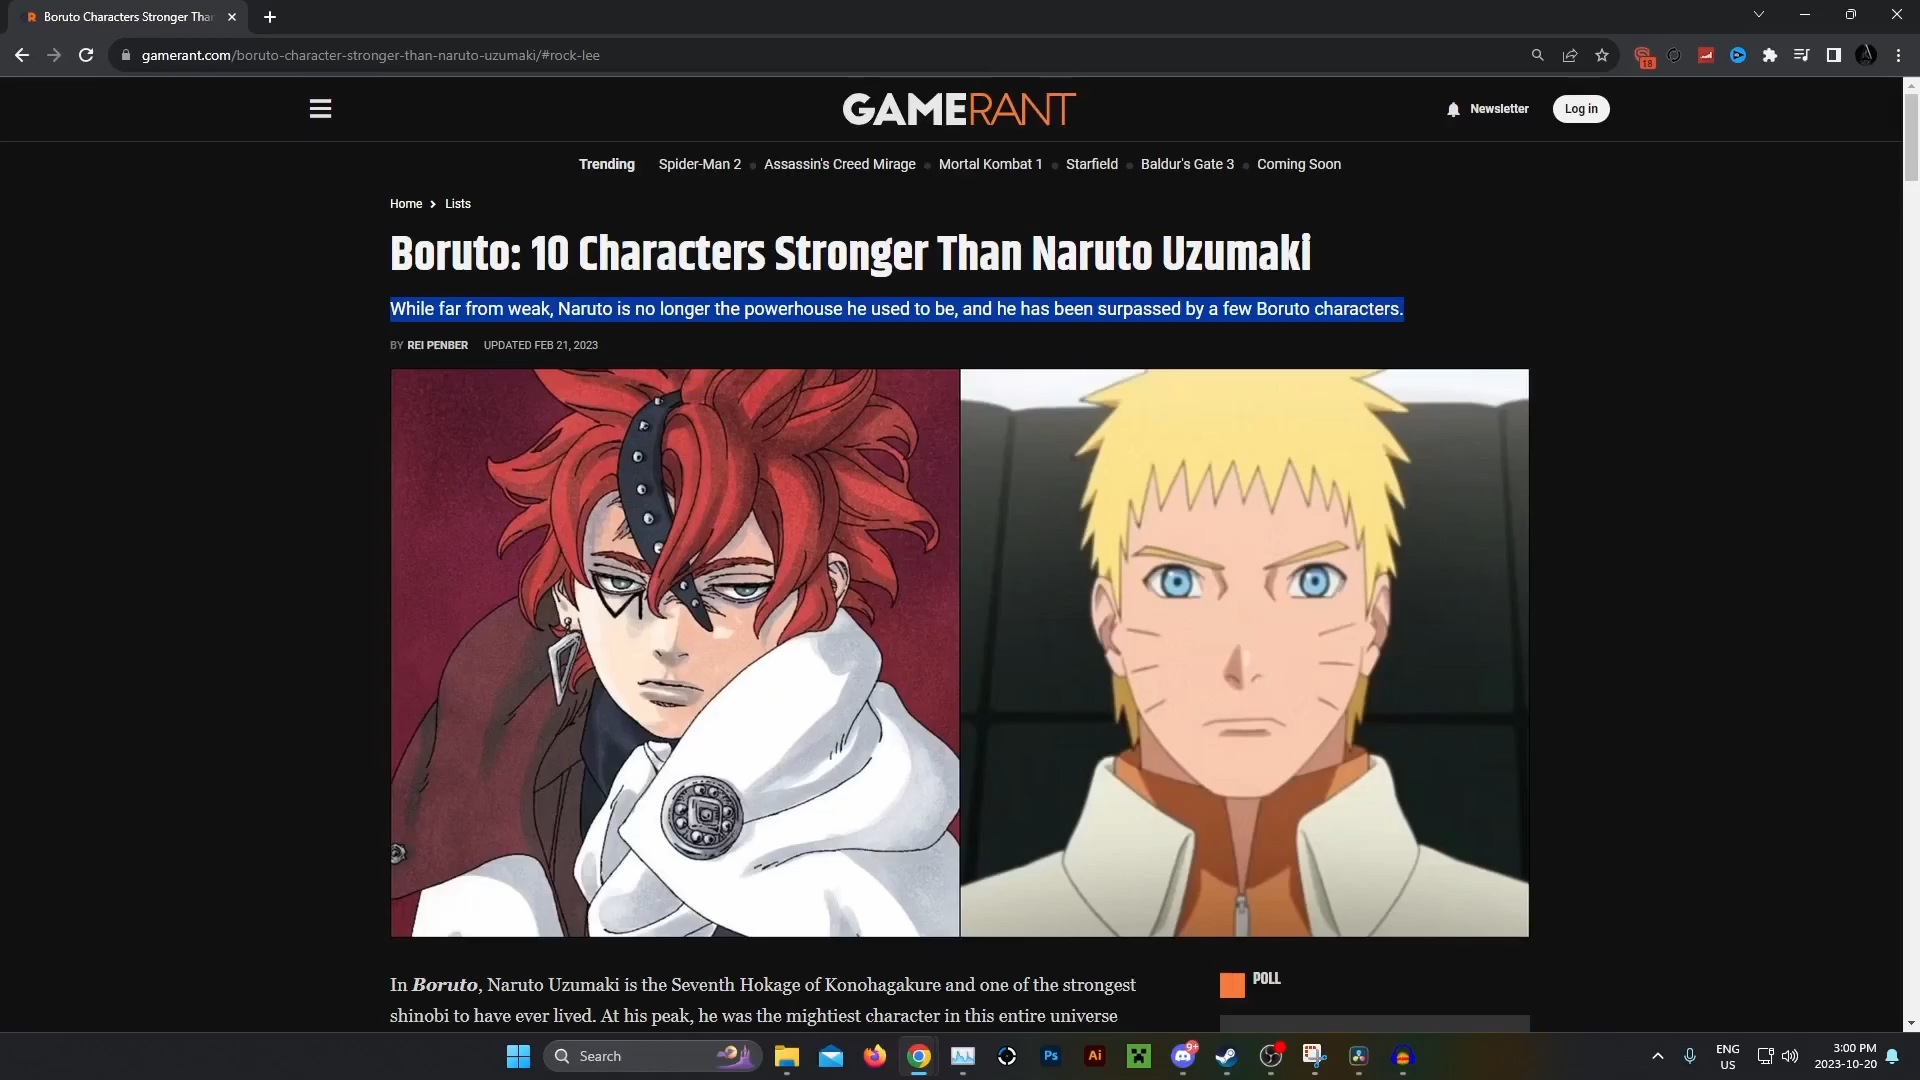 Boruto Characters Stronger Tha
gamerant.com/boruto-character-stronger-than-naruto-uzumaki/#rock-lee
18
GAMERANT
Newsletter
Log in
Trending Spider-Man 2 Assassin's Creed Mirage Mortal Kombat 1 Starfield Baldur's Gate 3 Coming Soon
Home > Lists
Boruto: 10 Characters Stronger Than Naruto Uzumaki
While far from weak, Naruto is no longer the powerhouse he used to be, and he has been surpassed by a few Boruto characters.
BY REI PENBER UPDATED FEB 21, 2023
In Boruto, Naruto Uzumaki is the Seventh Hokage of Konohagakure and one of the strongest
shinobi to have ever lived. At his peak, he was the mightiest character in this entire universe
POLL
Search
Ps
Ai
9+
ENG
US
3:00 PM
2023-10-20